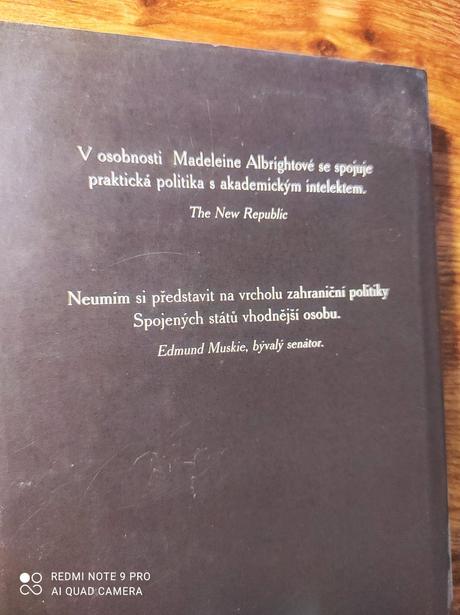 V osobnosti Madeleine Albrightové se spojuje
praktická politika s akademickým intelektem.
The New Republic
Neumím si představit na vrcholu zahraniční politiky
Spojených států vhodnější osobu.
Edmund Muskie, bývalý senátor.
REDMI NOTE 9 PRO
AI QUAD CAMERA